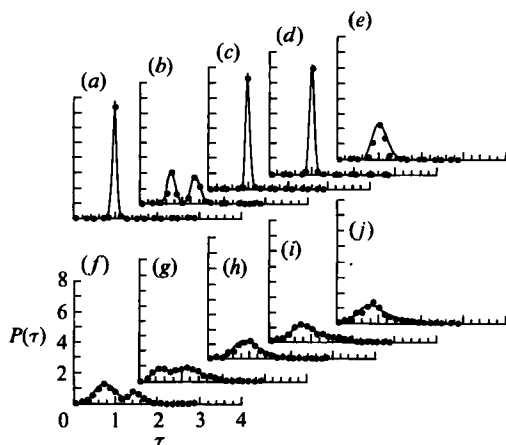 (a) (b) (c) (d) (e)
(f) (g) (h) (i) (j)
8
6
P(τ) 4
2
0 0 1 2 3 4
τ